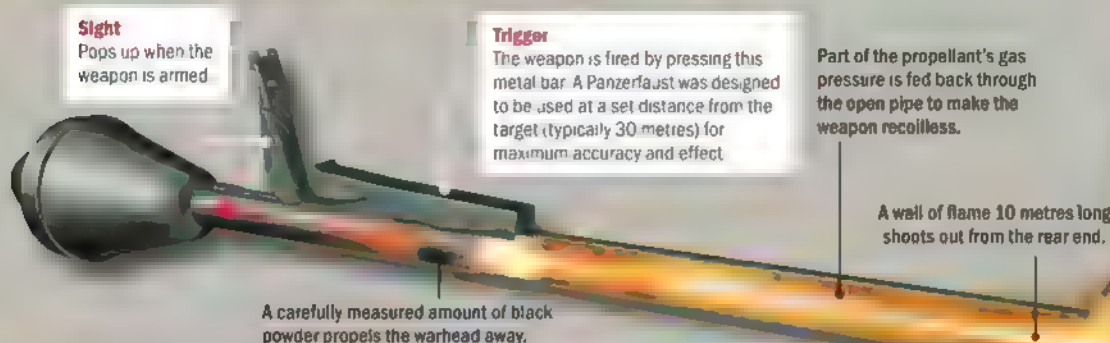 Sight
Pops up when the
weapon is armed
Trigger
The weapon is fired by pressing this
metal bar. A Panzerfaust was designed
to be used at a set distance from the
target (typically 30 metres) for
maximum accuracy and effect
Part of the propellant's gas
pressure is fed back through
the open pipe to make the
weapon recoilless.
A wall of flame 10 metres long
shoots out from the rear end.
A carefully measured amount of black
powder propels the warhead away.